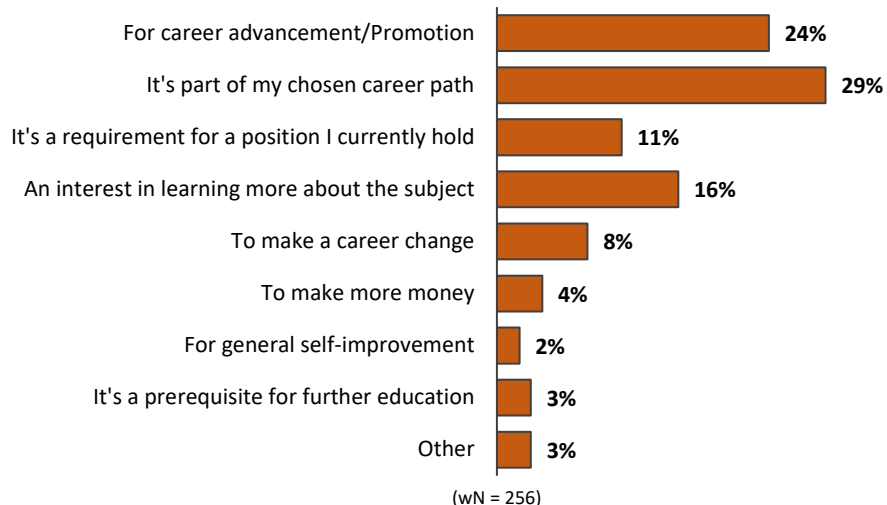 For career advancement/Promotion 24%
It's part of my chosen career path 29%
It's a requirement for a position I currently hold 11%
An interest in learning more about the subject 16%
To make a career change 8%
To make more money 4%
For general self-improvement 2%
It's a prerequisite for further education 3%
Other 3%
(wN = 256)